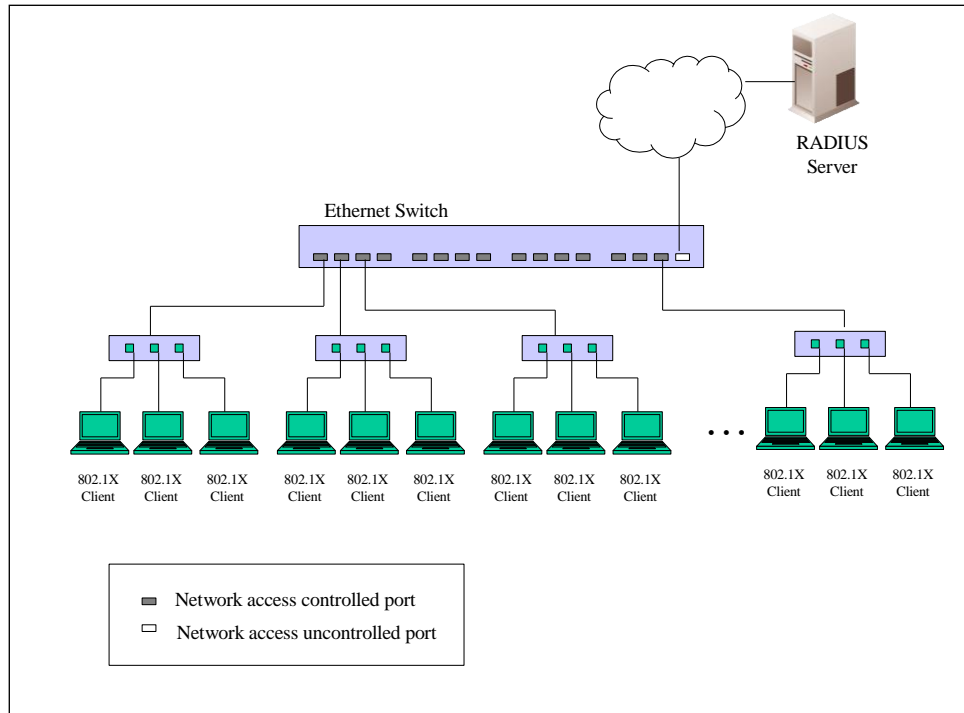 RADIUS
Server
Ethernet Switch
802.1X
Client
802.1X
Client
802.1X
Client
802.1X
Client
802.1X
Client
802.1X
Client
802.1X
Client
802.1X
Client
802.1X
Client
...
802.1X
Client
802.1X
Client
802.1X
Client
Network access controlled port
Network access uncontrolled port